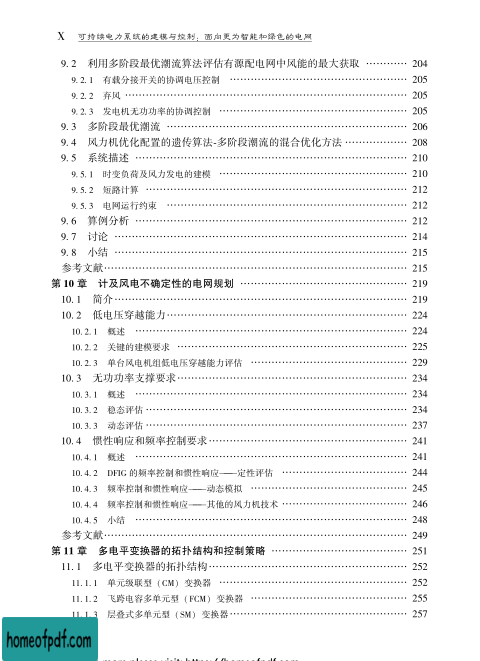 X 可持续电力系统的建模与控制：面向更为智能和绿色的电网
9.2 利用多阶段最优潮流算法评估有源配电网中风能的最大获取 ………… 204
9.2.1 有载分接开关的协调电压控制 ………… 205
9.2.2 弃风 ………… 205
9.2.3 发电机无功功率的协调控制 ………… 205
9.3 多阶段最优潮流 ………… 206
9.4 风力机优化配置的遗传算法-多阶段潮流的混合优化方法 ………… 208
9.5 系统描述 ………… 210
9.5.1 时变负荷及风力发电的建模 ………… 210
9.5.2 短路计算 ………… 212
9.5.3 电网运行约束 ………… 212
9.6 算例分析 ………… 212
9.7 讨论 ………… 214
9.8 小结 ………… 215
参考文献 ………… 215
第 10 章 计及风电不确定性的电网规划 ………… 219
10.1 简介 ………… 219
10.2 低电压穿越能力 ………… 224
10.2.1 概述 ………… 224
10.2.2 关键的建模要求 ………… 225
10.2.3 单台风电机组低电压穿越能力评估 ………… 229
10.3 无功功率支撑要求 ………… 234
10.3.1 概述 ………… 234
10.3.2 稳态评估 ………… 234
10.3.3 动态评估 ………… 237
10.4 惯性响应和频率控制要求 ………… 241
10.4.1 概述 ………… 241
10.4.2 DFIG 的频率控制和惯性响应——定性评估 ………… 244
10.4.3 频率控制和惯性响应——动态模拟 ………… 245
10.4.4 频率控制和惯性响应——其他的风力机技术 ………… 246
10.4.5 小结 ………… 248
参考文献 ………… 249
第 11 章 多电平变换器的拓扑结构和控制策略 ………… 251
11.1 多电平变换器的拓扑结构 ………… 252
11.1.1 单元级联型（CM）变换器 ………… 252
11.1.2 飞跨电容多单元型（FCM）变换器 ………… 255
11.1.3 层叠式多单元型（SM）变换器 ………… 257
homeofpdf.com